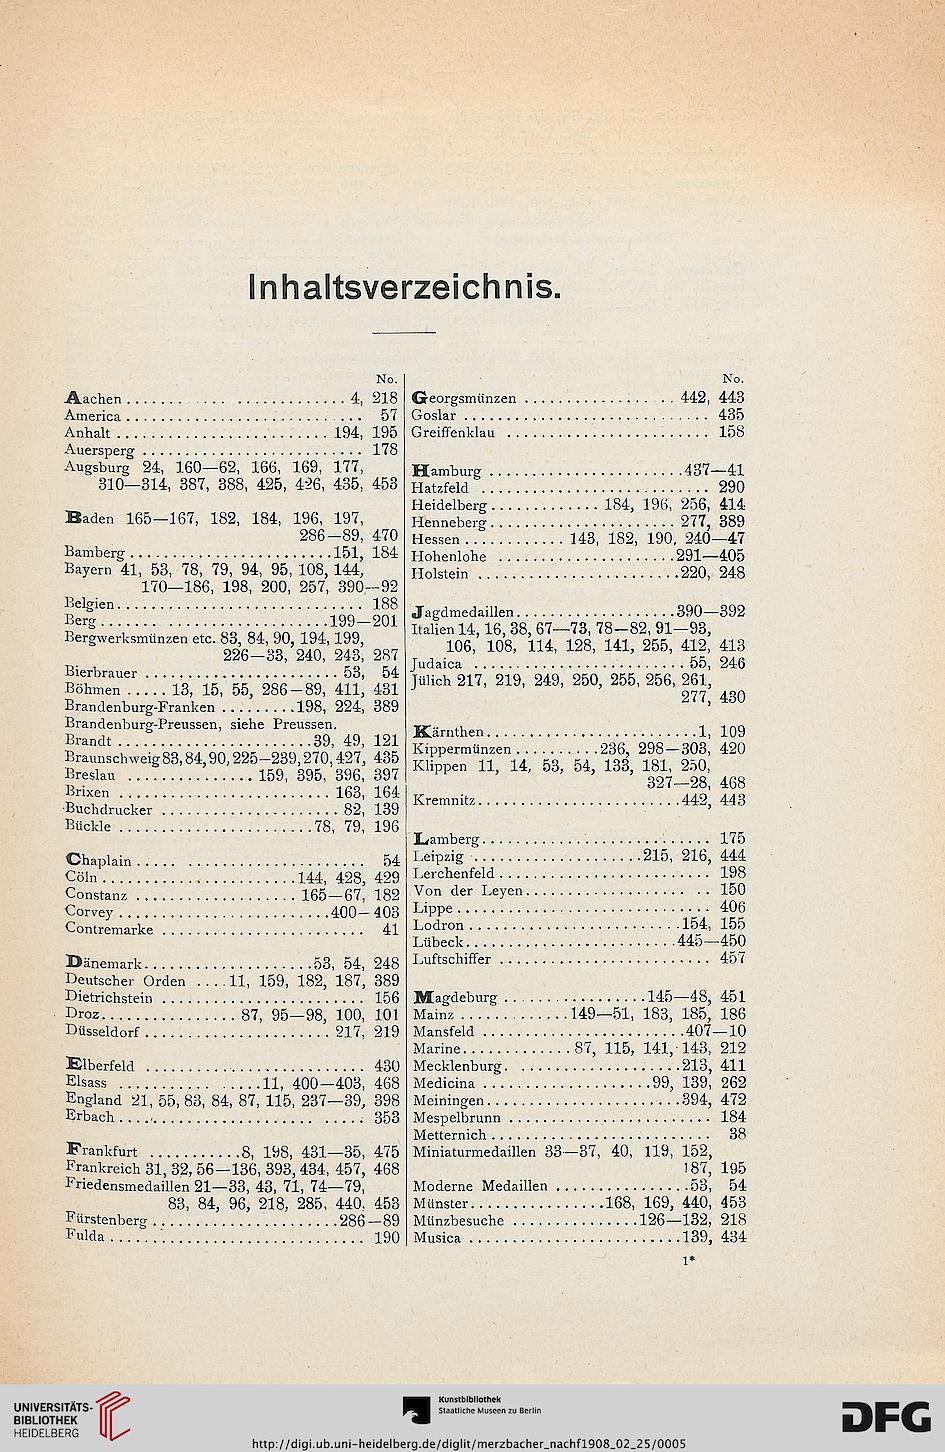 Inhaltsverzeichnis.
No.
Aachen . . . . . . . . . . . . . . . . . . . . . . . 4, 218
America . . . . . . . . . . . . . . . . . . . . . . . . . . . 57
Anhalt . . . . . . . . . . . . . . . . . . . . . . . . 194, 195
Auersperg . . . . . . . . . . . . . . . . . . . . . . . . . 178
Augsburg 24, 160—62, 166, 169, 177,
310—314, 387, 388, 425, 426, 435, 453
Baden 165—167, 182, 184, 196, 197,
286—89, 470
Bamberg . . . . . . . . . . . . . . . . . . . . . . . 151, 184
Bayern 41, 53, 78, 79, 94, 95, 108, 144,
170—186, 198, 200, 257, 390—92
Belgien . . . . . . . . . . . . . . . . . . . . . . . . . . . 188
Berg . . . . . . . . . . . . . . . . . . . . . . . . . 199—201
Bergwerksmünzen etc. 83, 84, 90, 194, 199,
226—33, 240, 243, 287
Bierbrauer . . . . . . . . . . . . . . . . . . . . . . . 53, 54
Böhmen . . . . . 13, 15, 55, 286—89, 411, 431
Brandenburg-Franken . . . . . . . . . 198, 224, 389
Brandenburg-Preussen, siehe Preussen.
Brandt . . . . . . . . . . . . . . . . . . . . . . . 39, 49, 121
Braunschweig 83, 84, 90, 225—239, 270, 427, 435
Breslau . . . . . . . . . . . . . . . 159, 395, 396, 397
Brixen . . . . . . . . . . . . . . . . . . . . . . . . . 163, 164
Buchdrucker . . . . . . . . . . . . . . . . . . . . . 82, 139
Bückle . . . . . . . . . . . . . . . . . . . . . . . 78, 79, 196
Chaplain . . . . . . . . . . . . . . . . . . . . . . . . . . 54
Cöln . . . . . . . . . . . . . . . . . . . . . . . 144, 428, 429
Constanz . . . . . . . . . . . . . . . . . . . 165—67, 182
Corvey . . . . . . . . . . . . . . . . . . . . . . . . . 400—403
Contremarke . . . . . . . . . . . . . . . . . . . . . . . . 41
Dänemark . . . . . . . . . . . . . . . . . . . . 53, 54, 248
Deutscher Orden . . . . 11, 159, 182, 187, 389
Dietrichstein . . . . . . . . . . . . . . . . . . . . . . . . 156
Droz . . . . . . . . . . . . . . . . 87, 95—98, 100, 101
Düsseldorf . . . . . . . . . . . . . . . . . . . . . . 217, 219
Elberfeld . . . . . . . . . . . . . . . . . . . . . . . . . . 430
Elsass . . . . . . . . . . . . . . . . 11, 400—403, 468
England 21, 55, 83, 84, 87, 115, 237—39, 398
Erbach . . . . . . . . . . . . . . . . . . . . . . . . . . . . . 353
Frankfurt . . . . . . . . . . . 8, 198, 431—35, 475
Frankreich 31, 32, 56—136, 393, 434, 457, 468
Friedensmedaillen 21—33, 43, 71, 74—79,
83, 84, 96, 218, 285, 440, 453
Fürstenberg . . . . . . . . . . . . . . . . . . . . . . 286—89
Fulda . . . . . . . . . . . . . . . . . . . . . . . . . . . . . . 190
No.
Georgsmünzen . . . . . . . . . . . . . . . . . . 442, 443
Goslar . . . . . . . . . . . . . . . . . . . . . . . . . . . . . 435
Greiffenklau . . . . . . . . . . . . . . . . . . . . . . . . 158
Hamburg . . . . . . . . . . . . . . . . . . . . . . . 437—41
Hatzfeld . . . . . . . . . . . . . . . . . . . . . . . . . . . 290
Heidelberg . . . . . . . . . . . . . 184, 196, 256, 414
Henneberg . . . . . . . . . . . . . . . . . . . . . . 277, 389
Hessen . . . . . . . . . . . . 143, 182, 190, 240—47
Hohenlohe . . . . . . . . . . . . . . . . . . . . . 291—405
Holstein . . . . . . . . . . . . . . . . . . . . . . . . 220, 248
Jagdmedaillen . . . . . . . . . . . . . . . . . . . 390—392
Italien 14, 16, 38, 67—73, 78—82, 91—93,
106, 108, 114, 128, 141, 255, 412, 413
Judaica . . . . . . . . . . . . . . . . . . . . . . . . . 55, 246
Jülich 217, 219, 249, 250, 255, 256, 261,
277, 430
Kärnthen . . . . . . . . . . . . . . . . . . . . . . . . . 1, 109
Kippermünzen . . . . . . . . . . 236, 298—303, 420
Klippen 11, 14, 53, 54, 133, 181, 250,
327—28, 468
Kremnitz . . . . . . . . . . . . . . . . . . . . . . . . 442, 443
Lamberg . . . . . . . . . . . . . . . . . . . . . . . . . . . 175
Leipzig . . . . . . . . . . . . . . . . . . . . 215, 216, 444
Lerchenfeld . . . . . . . . . . . . . . . . . . . . . . . . . 198
Von der Leyen . . . . . . . . . . . . . . . . . . . . . . 150
Lippe . . . . . . . . . . . . . . . . . . . . . . . . . . . . . . 406
Lodron . . . . . . . . . . . . . . . . . . . . . . . . . 154, 155
Lübeck . . . . . . . . . . . . . . . . . . . . . . . . . 445—450
Luftschiffer . . . . . . . . . . . . . . . . . . . . . . . . . 457
Magdeburg . . . . . . . . . . . . . . . . . 145—48, 451
Mainz . . . . . . . . . . . . . 149—51, 183, 185, 186
Mansfeld . . . . . . . . . . . . . . . . . . . . . . . . 407—10
Marine . . . . . . . . . . . . . 87, 115, 141, 143, 212
Mecklenburg . . . . . . . . . . . . . . . . . . . . . 213, 411
Medicina . . . . . . . . . . . . . . . . . . . . 99, 139, 262
Meiningen . . . . . . . . . . . . . . . . . . . . . . . 394, 472
Mespelbrunn . . . . . . . . . . . . . . . . . . . . . . . . 184
Metternich . . . . . . . . . . . . . . . . . . . . . . . . . . 38
Miniaturmedaillen 33—37, 40, 119, 152,
187, 195
Moderne Medaillen . . . . . . . . . . . . . . . . 53, 54
Münster . . . . . . . . . . . . . . . . 168, 169, 440, 453
Münzbesuche . . . . . . . . . . . . . . . 126—132, 218
Musica . . . . . . . . . . . . . . . . . . . . . . . . . 139, 434
1*
UNIVERSITÄTS-
BIBLIOTHEK
HEIDELBERG
Kunstbibliothek
Staatliche Museen zu Berlin
DFG
http://digi.ub.uni-heidelberg.de/diglit/merzbacher_nachf1908_02_25/0005